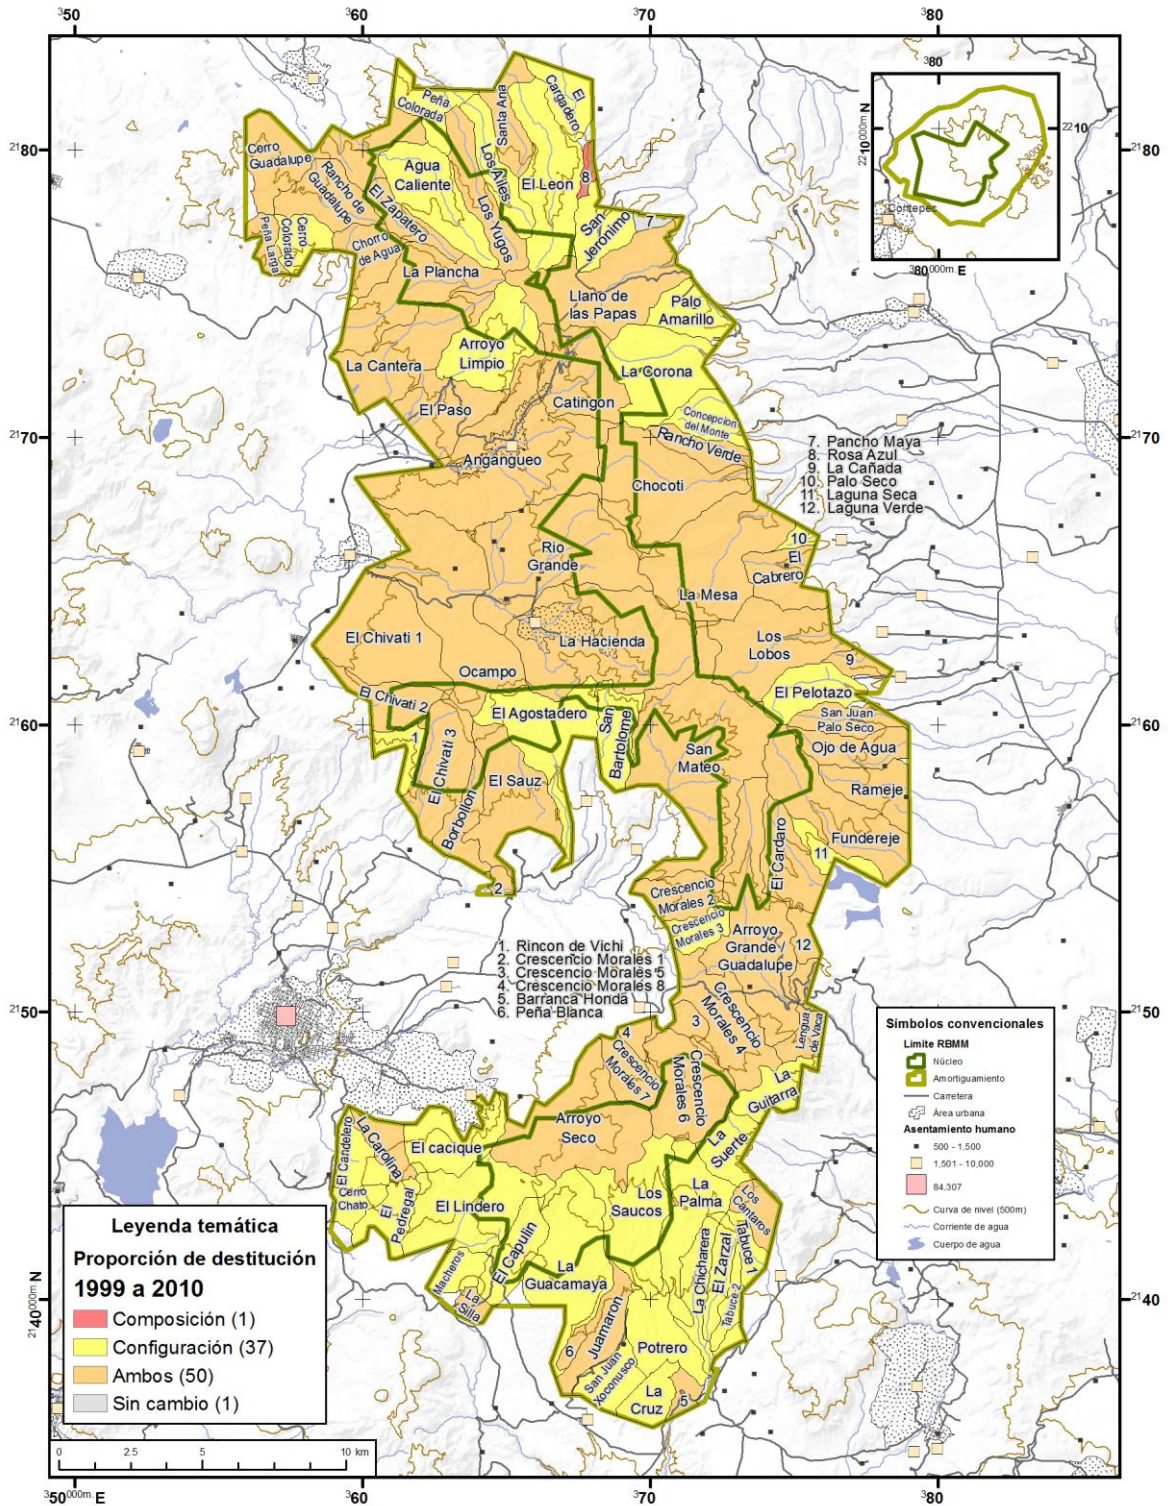 350
360
370
380
2180
2180
2170
2170
2160
2160
2150
2150
2140000m.N
2140
350000m.E
360
370
380
380
2210000m.N
2210
3000
Contepec
380000m.E
Peña
Colorada
Santa Ana
El
Cargadero
Cerro
Guadalupe
Rancho de
Guadalupe
Agua
Caliente
Los Ailes
El Leon
8
El Zapatero
Los Yugos
San
Jeronimo
7
Peña Larga
Cerro
Colorado
Chorro
de Agua
La Plancha
Llano de
las Papas
Palo
Amarillo
Arroyo
Limpio
La Cantera
La Corona
El Paso
Catingon
Concepcion
del Monte
Rancho Verde
Angangueo
Chocoti
7. Pancho Maya
8. Rosa Azul
9. La Cañada
10. Palo Seco
11. Laguna Seca
12. Laguna Verde
10
El
Cabrero
Rio
Grande
La Mesa
El Chivati 1
La Hacienda
Los
Lobos
9
Ocampo
El Chivati 2
El Pelotazo
El Agostadero
San
Bartolome
San Juan
Palo Seco
1
El Chivati 3
San
Mateo
Ojo de Agua
El Sauz
Rameje
Borbollon
El Cardaro
Fundereje
11
2
Crescencio
Morales 2
Crescencio
Morales 3
Arroyo
Grande
Guadalupe
12
1. Rincon de Vichi
2. Crescencio Morales 1
3. Crescencio Morales 5
4. Crescencio Morales 8
5. Barranca Honda
6. Peña Blanca
3
Crescencio
Morales 4
Lengua
de Vaca
4
Crescencio
Morales 7
Crescencio
Morales 6
La
Guitarra
Arroyo
Seco
La
Suerte
El Candelero
La Carolina
El cacique
Cerro
Chato
El
Pedregal
El Lindero
Los
Saucos
La
Palma
Los
Cantaros
Tabuce 1
El Capulin
Macheros
La
Silla
La
Guacamaya
La Chicharera
El Zarzal
Tabuce 2
Juamaron
6
San Juan
Xoconusco
Potrero
La
Cruz
5
Símbolos convencionales
Limite RBMM
Núcleo
Amortiguamiento
Carretera
Área urbana
Asentamiento humano
500 - 1,500
1,501 - 10,000
84,307
Curva de nivel (500m)
Corriente de agua
Cuerpo de agua
Leyenda temática
Proporción de destitución
1999 a 2010
Composición (1)
Configuración (37)
Ambos (50)
Sin cambio (1)
0 2.5 5 10 km